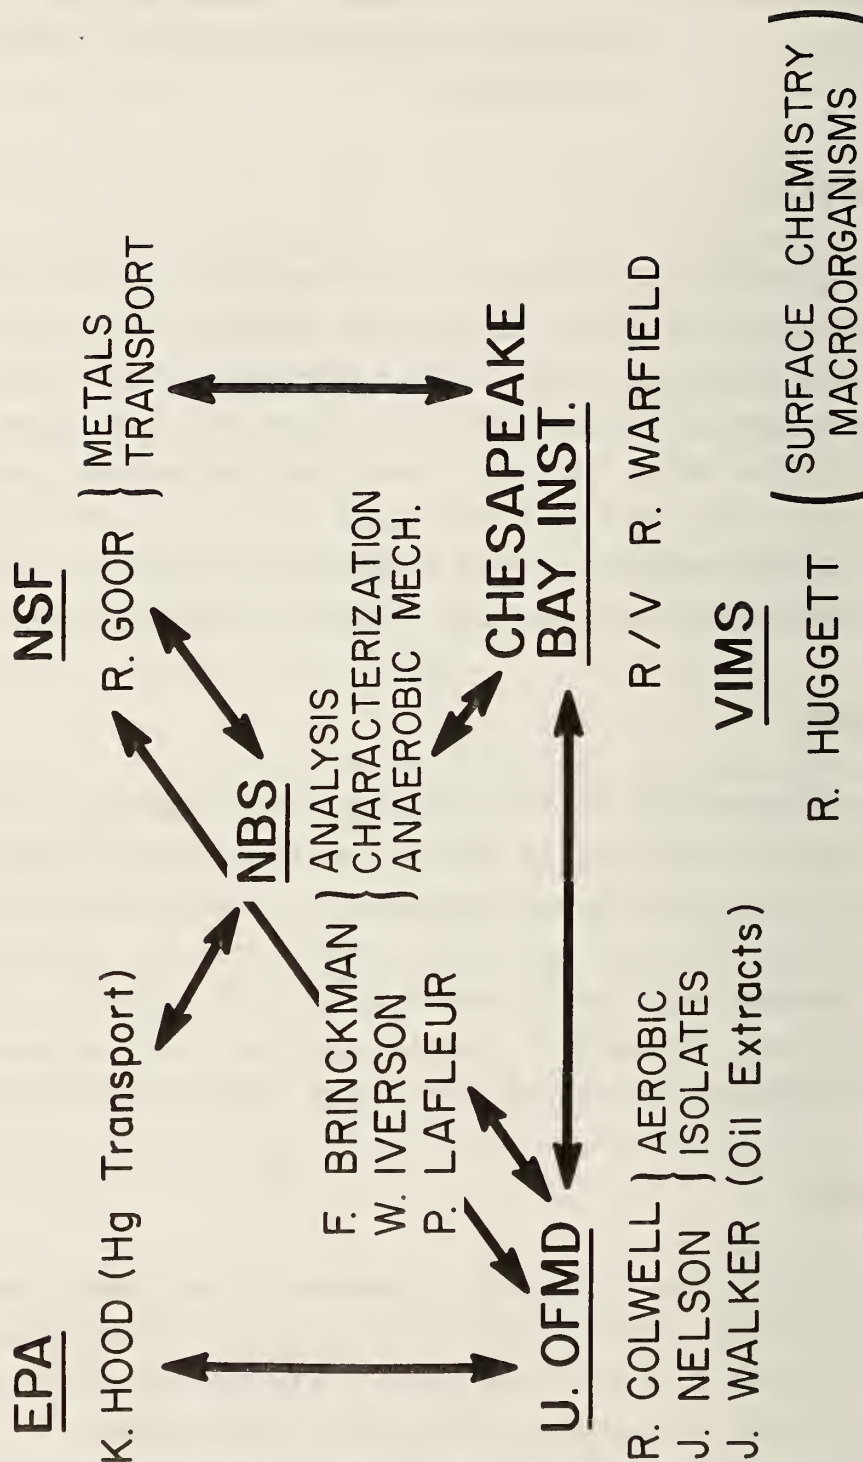 EPA
K. HOOD (Hg Transport)
NSF
R. GOOR } METALS
TRANSPORT
NBS
F. BRINCKMAN } ANALYSIS
W. IVERSON CHARACTERIZATION
P. LAFLEUR ANAEROBIC MECH.
U. OFMD
R. COLWELL } AEROBIC
J. NELSON ISOLATES
J. WALKER (Oil Extracts)
CHESAPEAKE
BAY INST.
R/V R. WARFIELD
VIMS
R. HUGGETT (SURFACE CHEMISTRY
MACROORGANISMS)